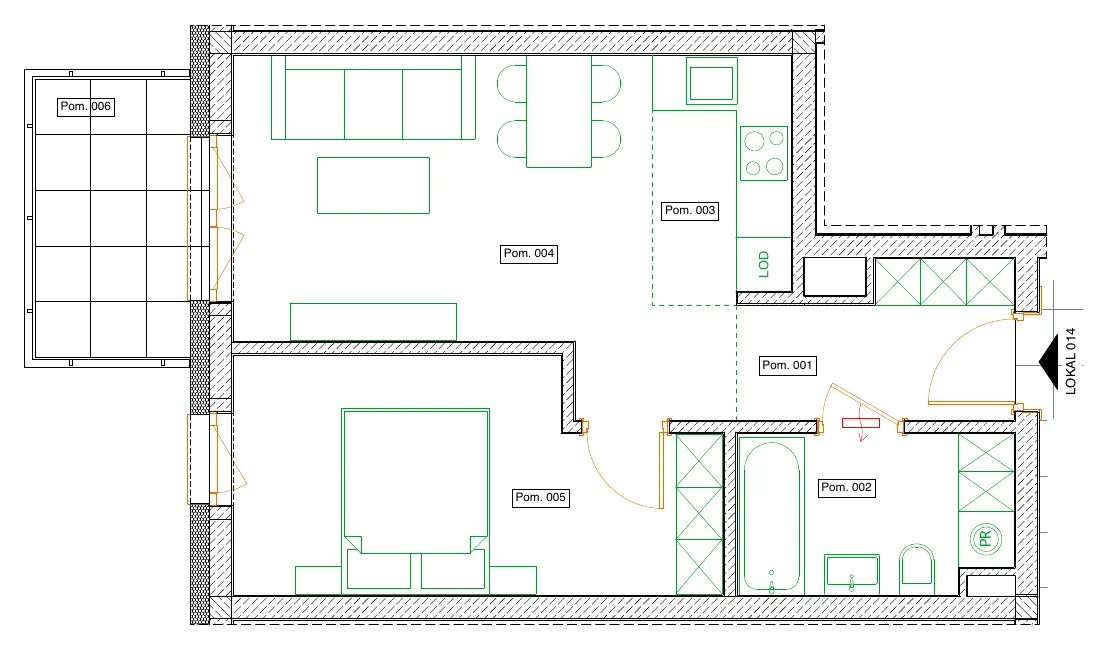 Pom. 006
Pom. 003
Pom. 004
LOD
LOKAL 014
Pom. 001
Pom. 002
Pom. 005
PR